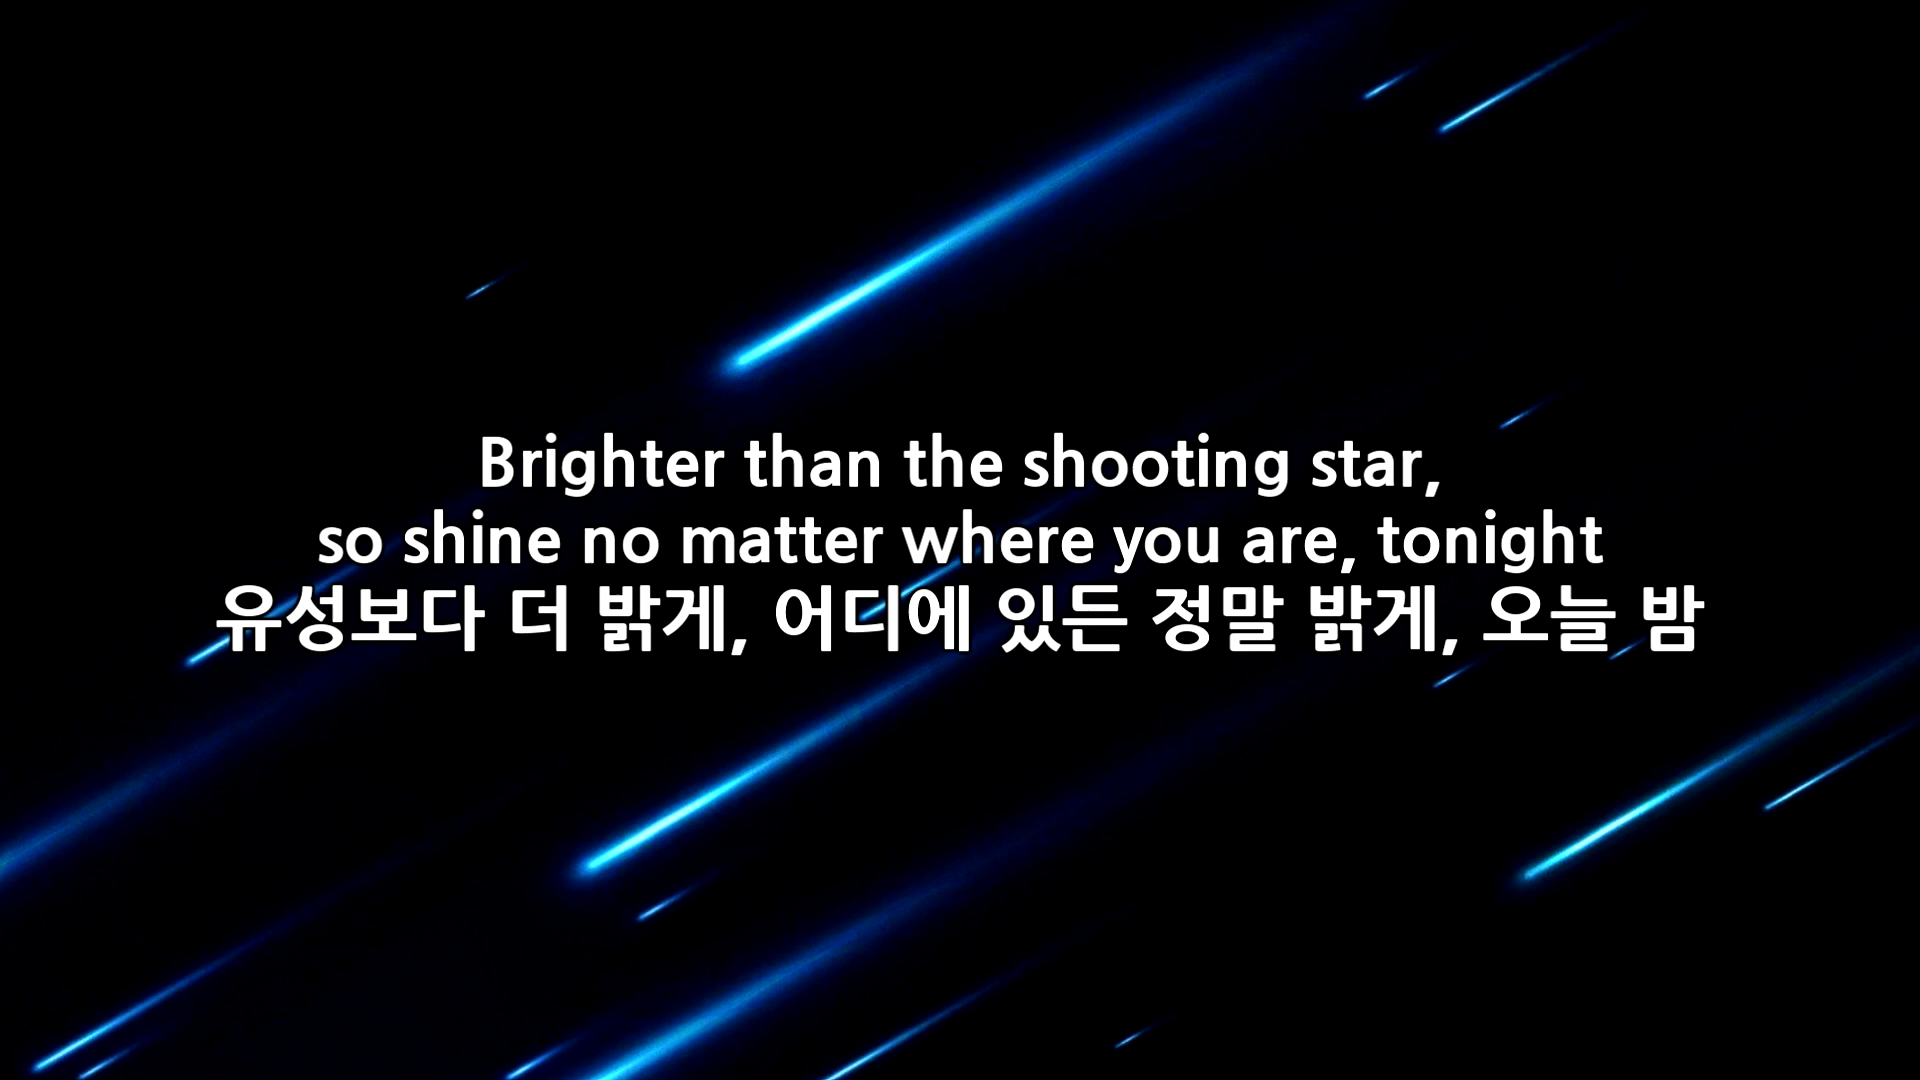 Brighter than the shooting star,
so shine no matter where you are, tonight
유성보다 더 밝게, 어디에 있든 정말 밝게, 오늘 밤